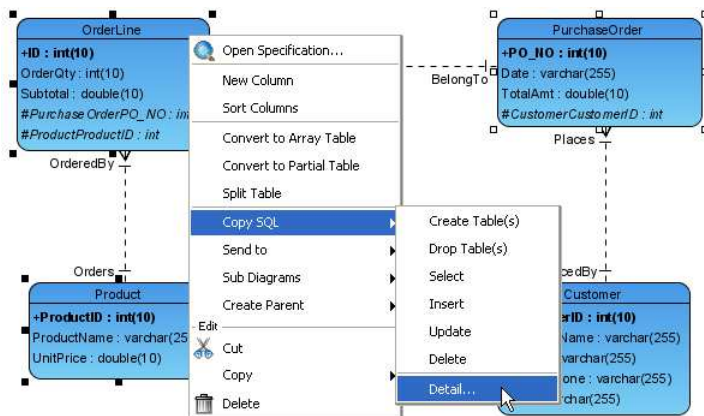 OrderLine
+ID : int(10)
OrderQty : int(10)
Subtotal : double(10)
#PurchaseOrderPO_NO : int
#ProductProductID : int
OrderedBy
Orders
Product
+ProductID : int(10)
ProductName : varchar(25
UnitPrice : double(10)
Open Specification...
New Column
Sort Columns
Convert to Array Table
Convert to Partial Table
Split Table
Copy SQL
Send to
Sub Diagrams
Create Parent
Edit
Cut
Copy
Delete
Create Table(s)
Drop Table(s)
Select
Insert
Update
Delete
Detail...
BelongTo
PurchaseOrder
+PO_NO : int(10)
Date : varchar(255)
TotalAmt : double(10)
#CustomerCustomerID : int
Places
cedBy
Customer
erID : int(10)
Name : varchar(255)
varchar(255)
one : varchar(255)
rchar(255)